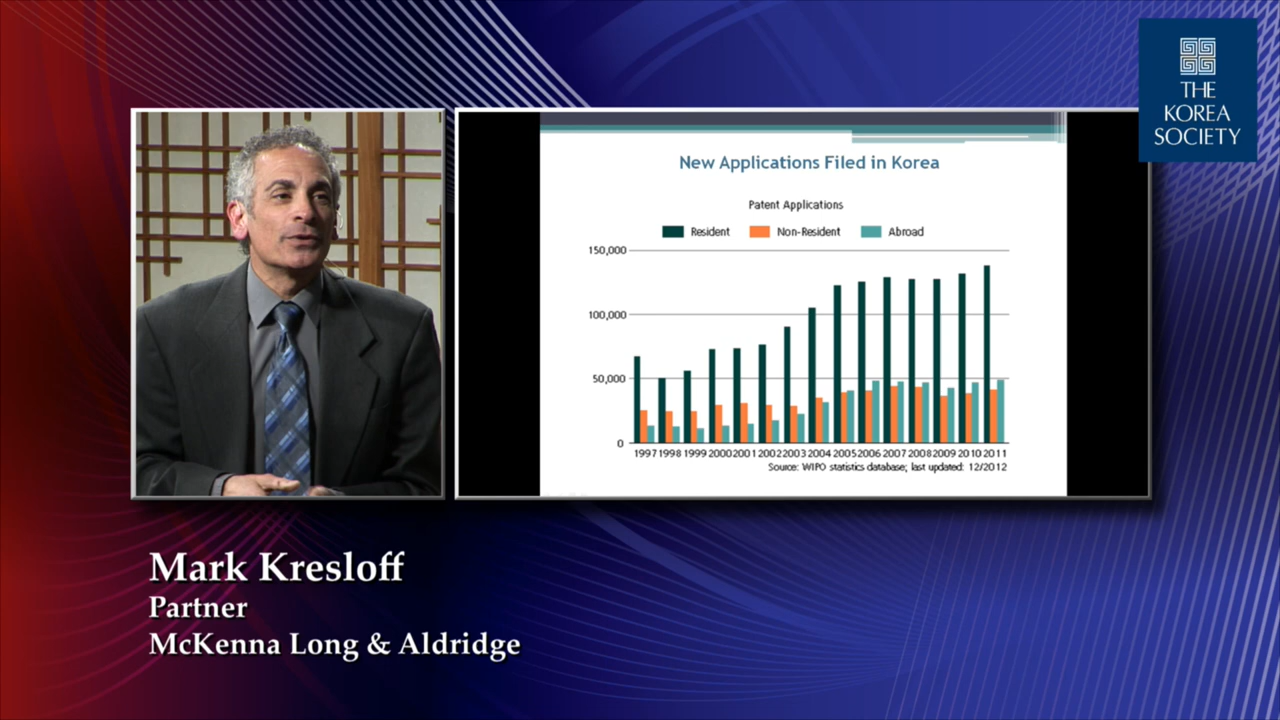 THE
KOREA
SOCIETY
New Applications Filed in Korea
Patent Applications
Resident Non-Resident Abroad
150,000
100,000
50,000
0
1997 1998 1999 2000 2001 2002 2003 2004 2005 2006 2007 2008 2009 2010 2011
Source: WIPO statistics database; last updated: 12/2012
Mark Kresloff
Partner
McKenna Long & Aldridge